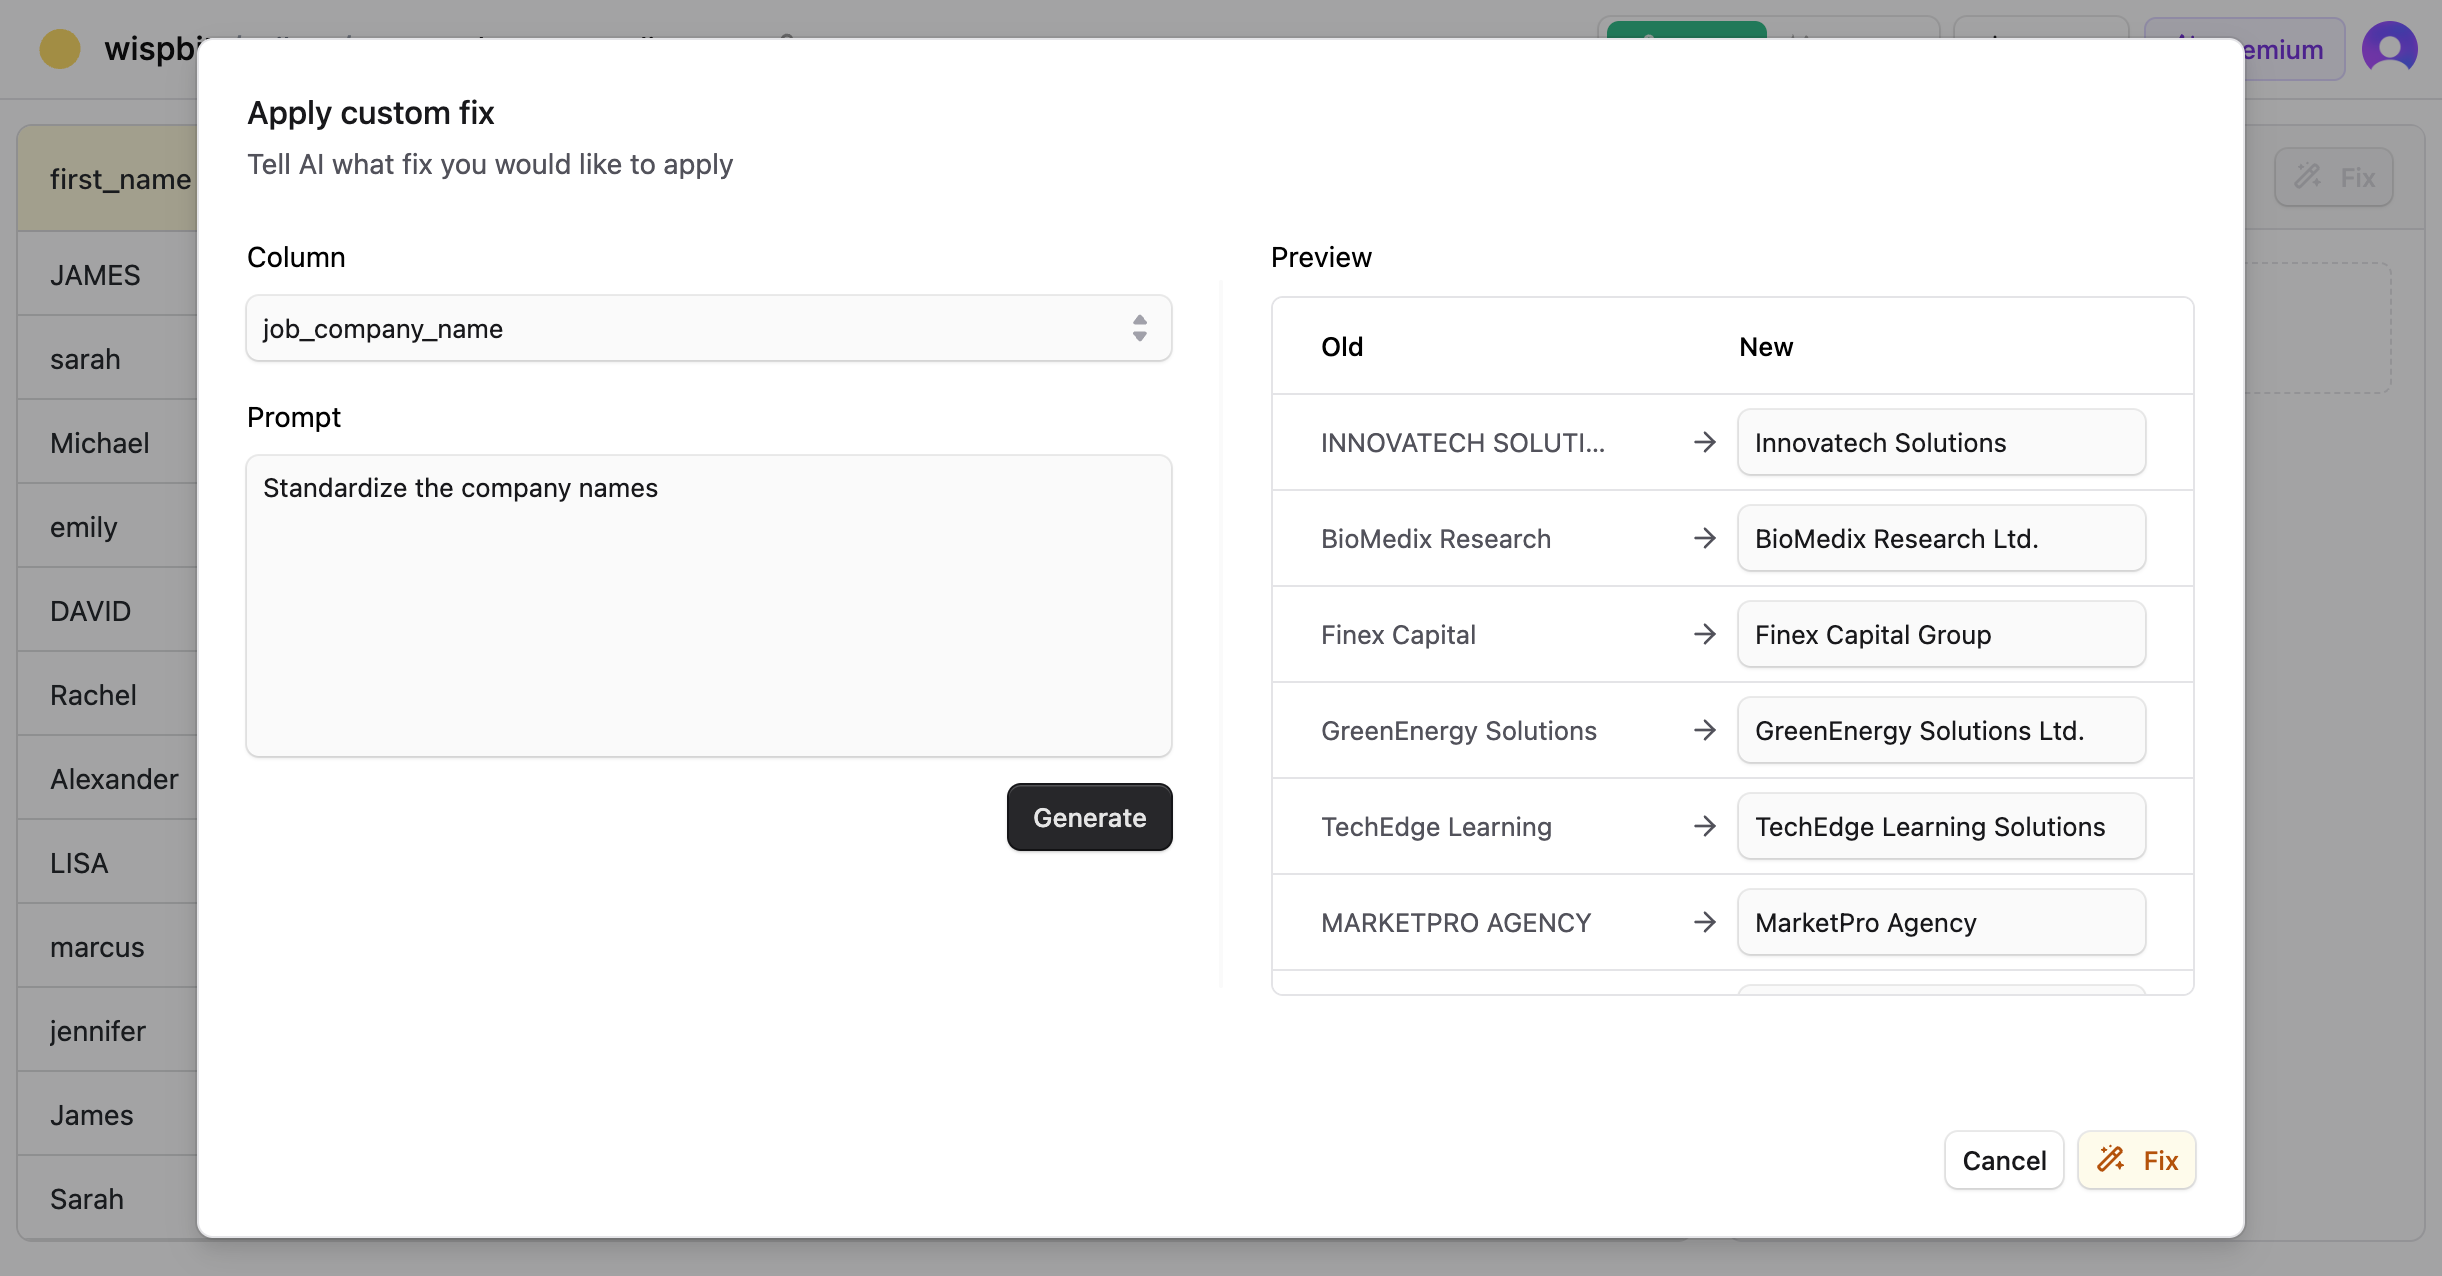 wispbi
emium
Apply custom fix
Tell AI what fix you would like to apply
first_name
Fix
Column
Preview
job_company_name
Old
New
Prompt
Standardize the company names
INNOVATECH SOLUTI...
Innovatech Solutions
BioMedix Research
BioMedix Research Ltd.
Finex Capital
Finex Capital Group
GreenEnergy Solutions
GreenEnergy Solutions Ltd.
TechEdge Learning
TechEdge Learning Solutions
MARKETPRO AGENCY
MarketPro Agency
Generate
JAMES
sarah
Michael
emily
DAVID
Rachel
Alexander
LISA
marcus
jennifer
James
Sarah
Cancel
Fix